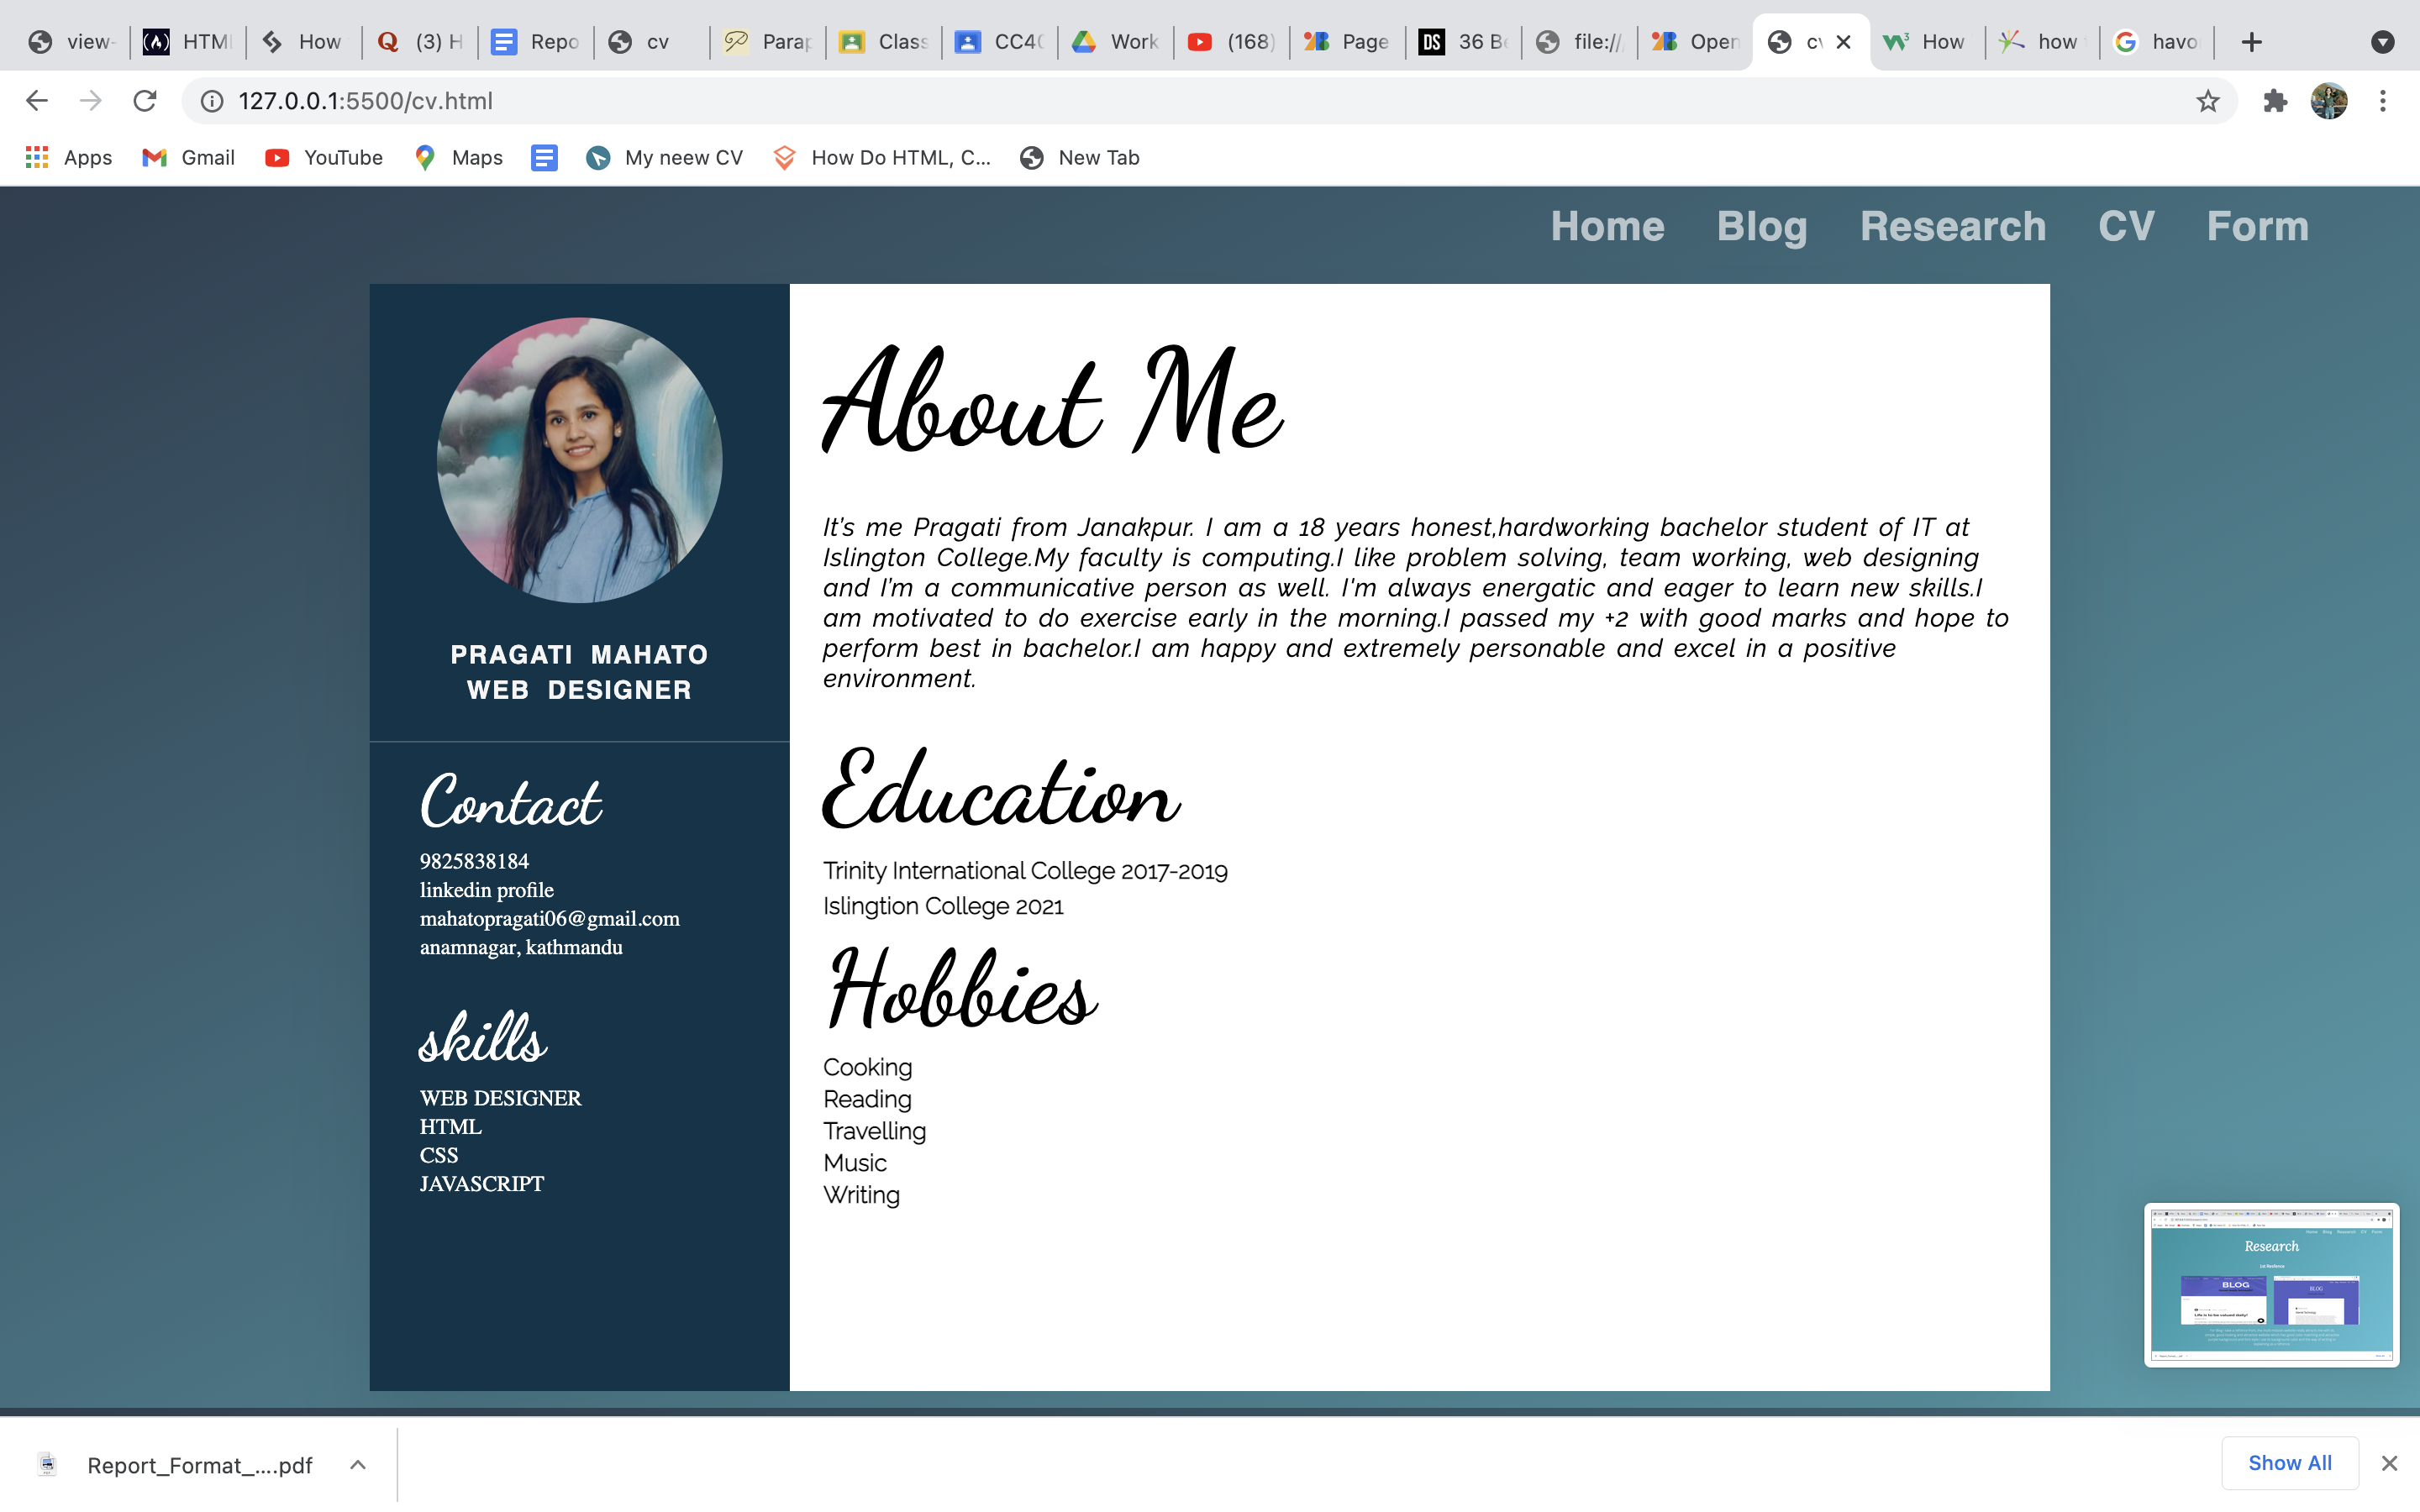 view-
HTM
How
(3) H
Repo
cv
Parap
Class
CC40
Work
(168)
Page
DS 36 Be
file://
Open
cv
How
how
havo
127.0.0.1:5500/cv.html
Apps
Gmail
YouTube
Maps
My neew CV
How Do HTML, C...
New Tab
Home Blog Research CV Form
PRAGATI MAHATO
WEB DESIGNER
Contact
9825838184
linkedin profile
mahatopragati06@gmail.com
anamnagar, kathmandu
skills
WEB DESIGNER
HTML
CSS
JAVASCRIPT
About Me
It's me Pragati from Janakpur. I am a 18 years honest,hardworking bachelor student of IT at
Islington College.My faculty is computing.I like problem solving, team working, web designing
and I'm a communicative person as well. I'm always energatic and eager to learn new skills.I
am motivated to do exercise early in the morning.I passed my +2 with good marks and hope to
perform best in bachelor.I am happy and extremely personable and excel in a positive
environment.
Education
Trinity International College 2017-2019
Islingtion College 2021
Hobbies
Cooking
Reading
Travelling
Music
Writing
Research
BLOG
BLOG
Report_Format_....pdf
Show All